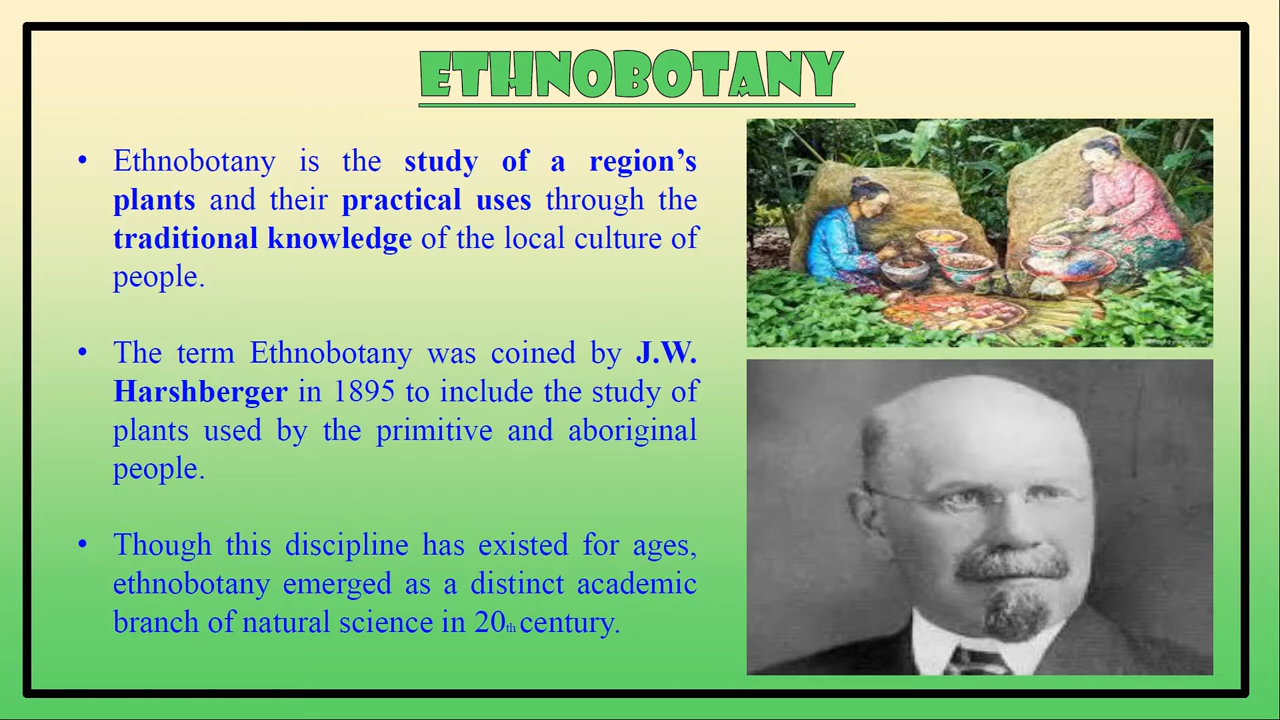 ETHNOBOTANY
• Ethnobotany is the study of a region’s
plants and their practical uses through the
traditional knowledge of the local culture of
people.
• The term Ethnobotany was coined by J.W.
Harshberger in 1895 to include the study of
plants used by the primitive and aboriginal
people.
• Though this discipline has existed for ages,
ethnobotany emerged as a distinct academic
branch of natural science in 20th century.